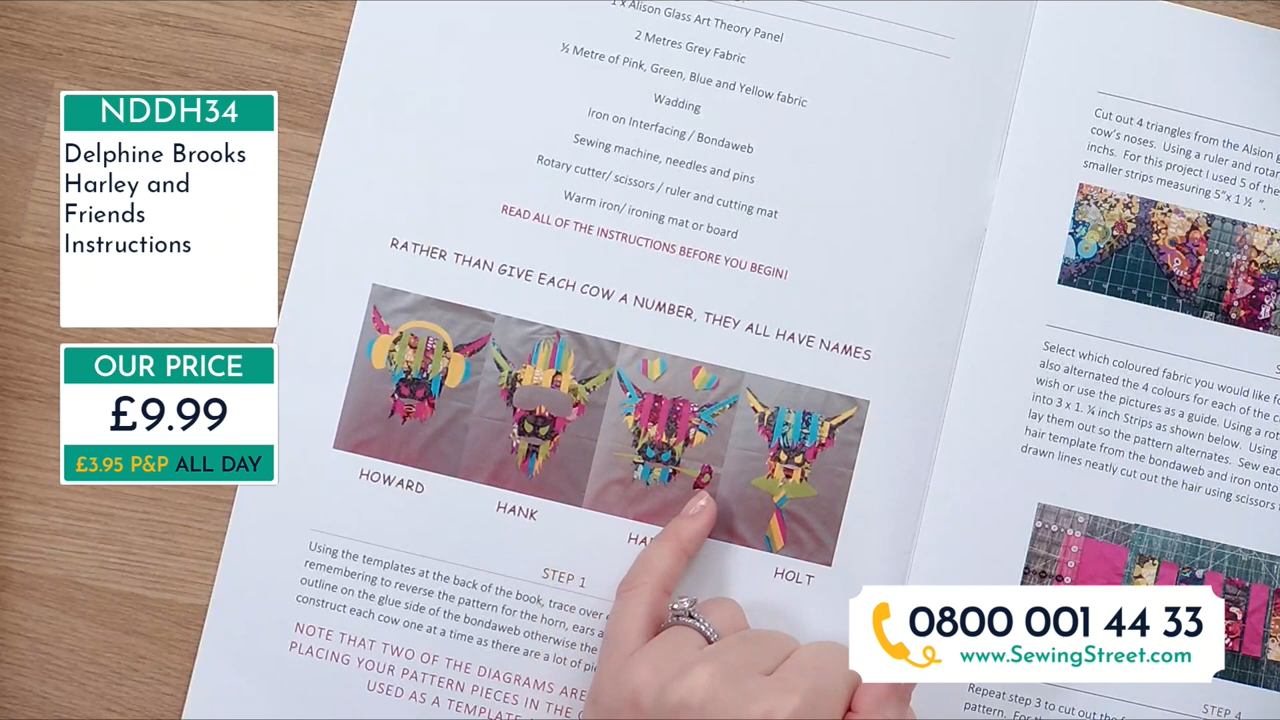 NDDH34
Delphine Brooks
Harley and
Friends
Instructions
OUR PRICE
£9.99
£3.95 P&P ALL DAY
1 x Alison Glass Art Theory Panel
2 Metres Grey Fabric
½ Metre of Pink, Green, Blue and Yellow fabric
Wadding
Iron on Interfacing / Bondaweb
Sewing machine, needles and pins
Rotary cutter/ scissors / ruler and cutting mat
Warm iron/ ironing mat or board
READ ALL OF THE INSTRUCTIONS BEFORE YOU BEGIN!
RATHER THAN GIVE EACH COW A NUMBER, THEY ALL HAVE NAMES
HOWARD
HANK
HOLT
STEP 1
Using the templates at the back of the book, trace over
remembering to reverse the pattern for the horn, ears a
outline on the glue side of the bondaweb otherwise the
construct each cow one at a time as there are a lot of pie
NOTE THAT TWO OF THE DIAGRAMS ARE
PLACING YOUR PATTERN PIECES IN THE
USED AS A TEMPLATE
Cut out 4 triangles from the Alsion g
cow's noses. Using a ruler and rotar
inchs. For this project I used 5 of the
smaller strips measuring 5"x 1 ½ ".
Select which coloured fabric you would like fo
also alternated the 4 colours for each of the
wish or use the pictures as a guide. Using a ro
into 3 x 1. ¼ inch Strips as shown below. Using
lay them out so the pattern alternates. Sew eac
hair template from the bondaweb and iron onto
drawn lines neatly cut out the hair using scissors
STEP 4
Repeat step 3 to cut out the
pattern. For th
0800 001 44 33
www.SewingStreet.com